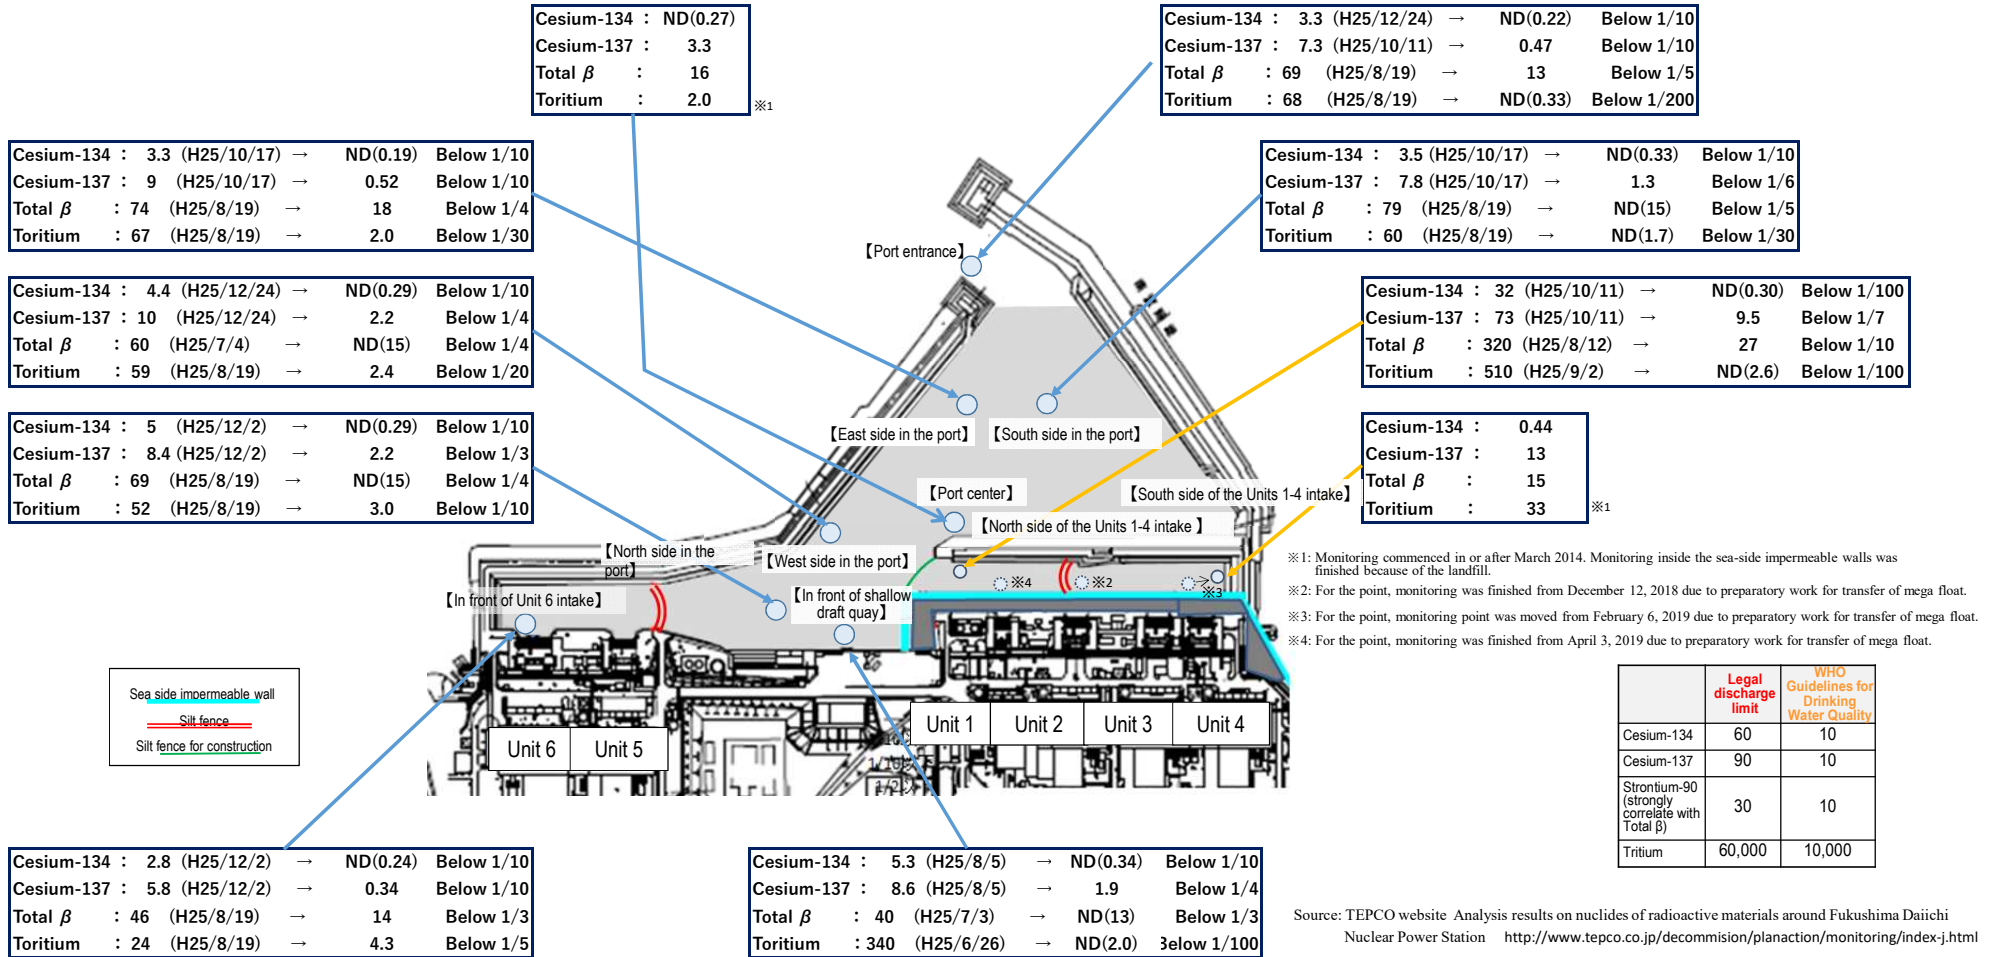 Cesium-134 : ND(0.27)
Cesium-137 : 3.3
Total β : 16
Toritium : 2.0
※1
Cesium-134 : 3.3 (H25/12/24) → ND(0.22) Below 1/10
Cesium-137 : 7.3 (H25/10/11) → 0.47 Below 1/10
Total β : 69 (H25/8/19) → 13 Below 1/5
Toritium : 68 (H25/8/19) → ND(0.33) Below 1/200
Cesium-134 : 3.3 (H25/10/17) → ND(0.19) Below 1/10
Cesium-137 : 9 (H25/10/17) → 0.52 Below 1/10
Total β : 74 (H25/8/19) → 18 Below 1/4
Toritium : 67 (H25/8/19) → 2.0 Below 1/30
Cesium-134 : 3.5 (H25/10/17) → ND(0.33) Below 1/10
Cesium-137 : 7.8 (H25/10/17) → 1.3 Below 1/6
Total β : 79 (H25/8/19) → ND(15) Below 1/5
Toritium : 60 (H25/8/19) → ND(1.7) Below 1/30
Cesium-134 : 4.4 (H25/12/24) → ND(0.29) Below 1/10
Cesium-137 : 10 (H25/12/24) → 2.2 Below 1/4
Total β : 60 (H25/7/4) → ND(15) Below 1/4
Toritium : 59 (H25/8/19) → 2.4 Below 1/20
Cesium-134 : 32 (H25/10/11) → ND(0.30) Below 1/100
Cesium-137 : 73 (H25/10/11) → 9.5 Below 1/7
Total β : 320 (H25/8/12) → 27 Below 1/10
Toritium : 510 (H25/9/2) → ND(2.6) Below 1/100
Cesium-134 : 5 (H25/12/2) → ND(0.29) Below 1/10
Cesium-137 : 8.4 (H25/12/2) → 2.2 Below 1/3
Total β : 69 (H25/8/19) → ND(15) Below 1/4
Toritium : 52 (H25/8/19) → 3.0 Below 1/10
Cesium-134 : 0.44
Cesium-137 : 13
Total β : 15
Toritium : 33
※1
【Port entrance】
【East side in the port】
【South side in the port】
【Port center】
【South side of the Units 1-4 intake】
【North side of the Units 1-4 intake 】
【North side in the
port】
【West side in the port】
【In front of Unit 6 intake】
【In front of shallow
draft quay】
※4
※2
※3
※1: Monitoring commenced in or after March 2014. Monitoring inside the sea-side impermeable walls was
finished because of the landfill.
※2: For the point, monitoring was finished from December 12, 2018 due to preparatory work for transfer of mega float.
※3: For the point, monitoring point was moved from February 6, 2019 due to preparatory work for transfer of mega float.
※4: For the point, monitoring was finished from April 3, 2019 due to preparatory work for transfer of mega float.
Sea side impermeable wall
Silt fence
Silt fence for construction
Unit 6
Unit 5
Unit 1
Unit 2
Unit 3
Unit 4
Legal
discharge
limit
WHO
Guidelines for
Drinking
Water Quality
Cesium-134 60 10
Cesium-137 90 10
Strontium-90
(strongly
correlate with
Total β)
30 10
Tritium 60,000 10,000
Cesium-134 : 2.8 (H25/12/2) → ND(0.24) Below 1/10
Cesium-137 : 5.8 (H25/12/2) → 0.34 Below 1/10
Total β : 46 (H25/8/19) → 14 Below 1/3
Toritium : 24 (H25/8/19) → 4.3 Below 1/5
Cesium-134 : 5.3 (H25/8/5) → ND(0.34) Below 1/10
Cesium-137 : 8.6 (H25/8/5) → 1.9 Below 1/4
Total β : 40 (H25/7/3) → ND(13) Below 1/3
Toritium :340 (H25/6/26) → ND(2.0) Below 1/100
Source: TEPCO website Analysis results on nuclides of radioactive materials around Fukushima Daiichi
Nuclear Power Station http://www.tepco.co.jp/decommision/planaction/monitoring/index-j.html